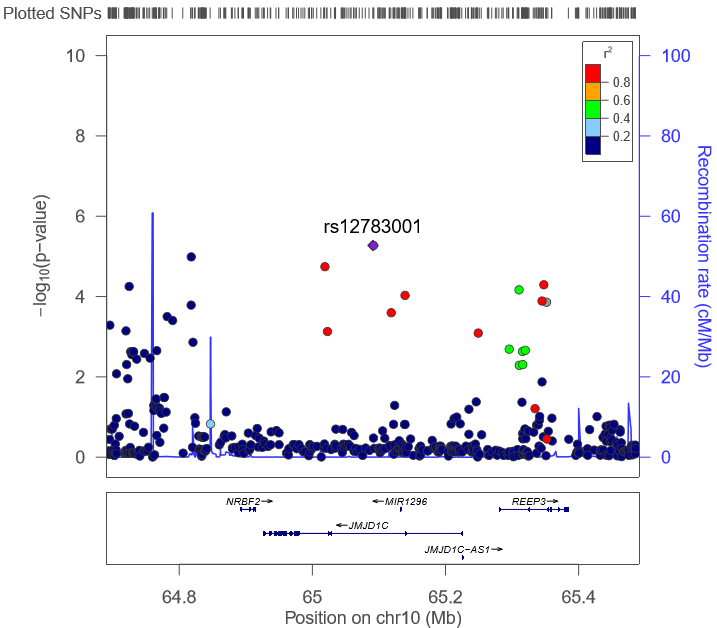 Plotted SNPs
10
8
6
4
2
0
−log10(p−value)
100
80
60
40
20
0
Recombination rate (cM/Mb)
r2
0.8
0.6
0.4
0.2
rs12783001
NRBF2→
←MIR1296
REEP3→
←JMJD1C
JMJD1C−AS1→
64.8
65
65.2
65.4
Position on chr10 (Mb)